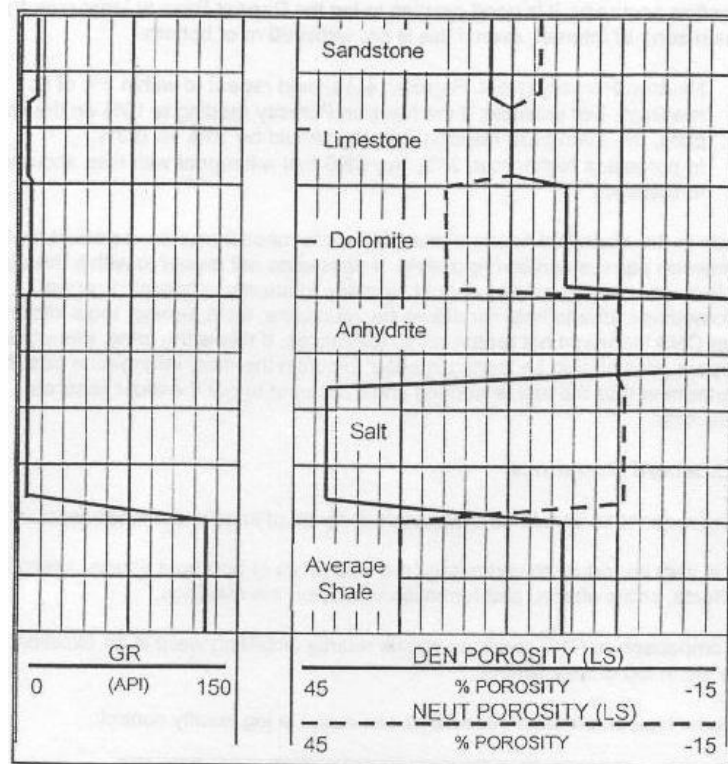 Sandstone
Limestone
Dolomite
Anhydrite
Salt
Average
Shale
GR
0 (API) 150
DEN POROSITY (LS)
45 % POROSITY -15
NEUT POROSITY (LS)
45 % POROSITY -15